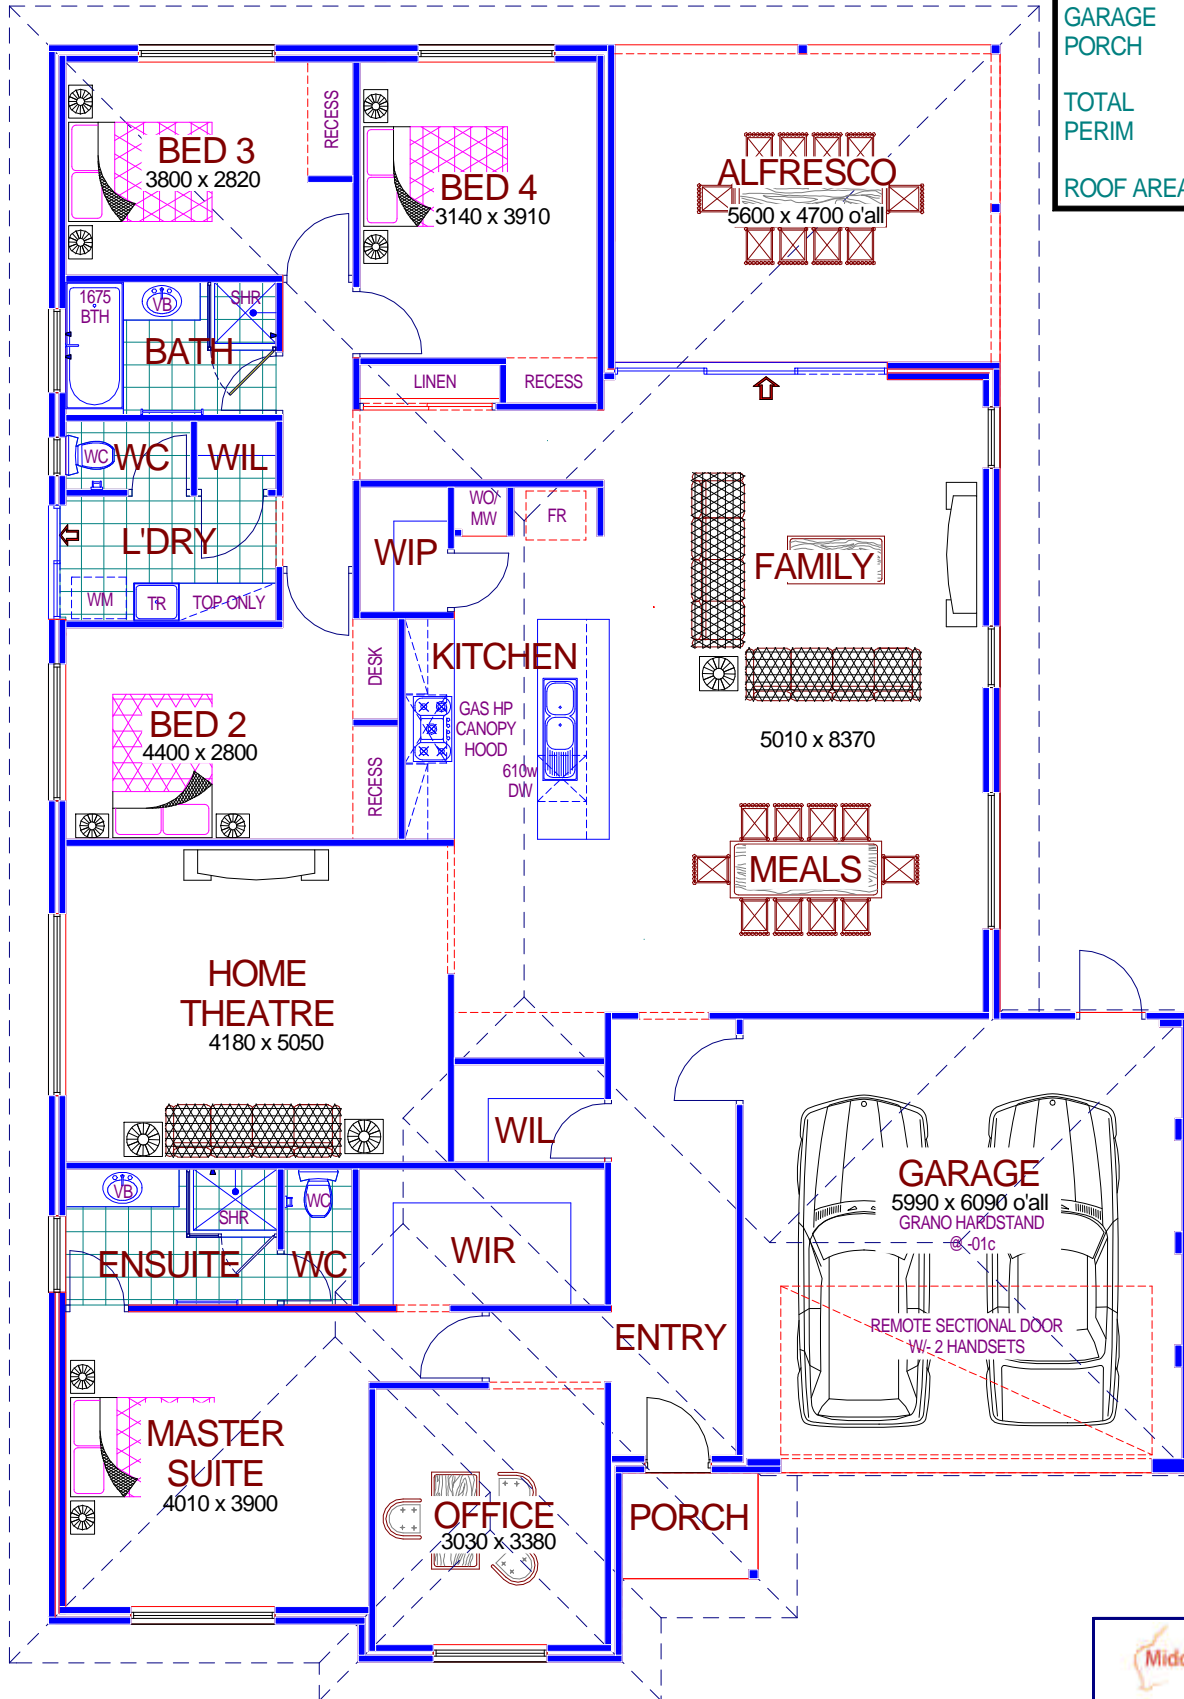 GARAGE
PORCH
TOTAL
PERIM
ROOF AREA
BED 3
3800 x 2820
RECESS
BED 4
3140 x 3910
ALFRESCO
5600 x 4700 o'all
1675
BTH
VB
SHR
BATH
LINEN
RECESS
WC
WC
WIL
L'DRY
WM
TR
TOP ONLY
WIP
WO/
MW
FR
FAMILY
KITCHEN
DESK
GAS HP
CANOPY
HOOD
610w
DW
BED 2
4400 x 2800
RECESS
5010 x 8370
MEALS
HOME
THEATRE
4180 x 5050
WIL
VB
SHR
WC
ENSUITE
WC
WIR
GARAGE
5990 x 6090 o'all
GRANO HARDSTAND
@ -01c
REMOTE SECTIONAL DOOR
W/- 2 HANDSETS
ENTRY
MASTER
SUITE
4010 x 3900
OFFICE
3030 x 3380
PORCH